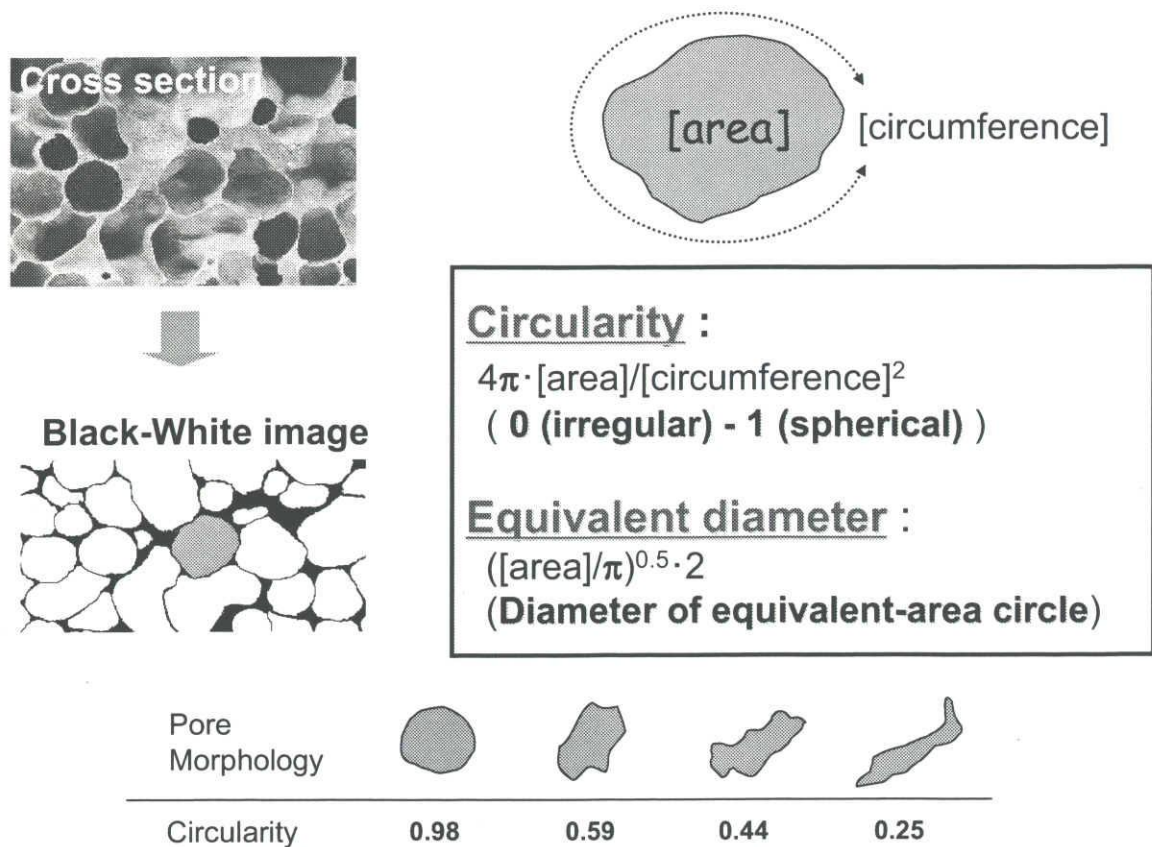 Cross section
[area]
[circumference]
Circularity :
4π·[area]/[circumference]²
( 0 (irregular) - 1 (spherical) )
Black-White image
Equivalent diameter :
([area]/π)⁰·⁵·2
(Diameter of equivalent-area circle)
Pore
Morphology
Circularity 0.98 0.59 0.44 0.25